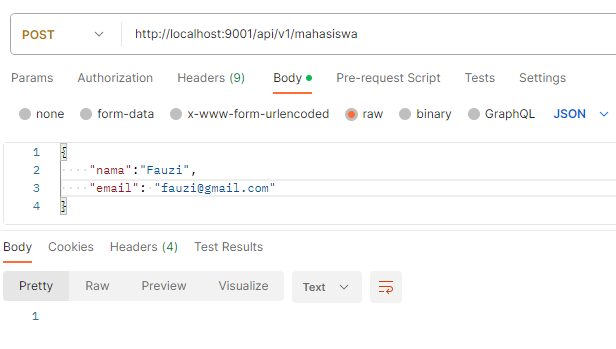 POST http://localhost:9001/api/v1/mahasiswa
Params Authorization Headers (9) Body Pre-request Script Tests Settings
none form-data x-www-form-urlencoded raw binary GraphQL JSON
1 {
2 "nama":"Fauzi",
3 "email": "fauzi@gmail.com"
4 }
Body Cookies Headers (4) Test Results
Pretty Raw Preview Visualize Text
1